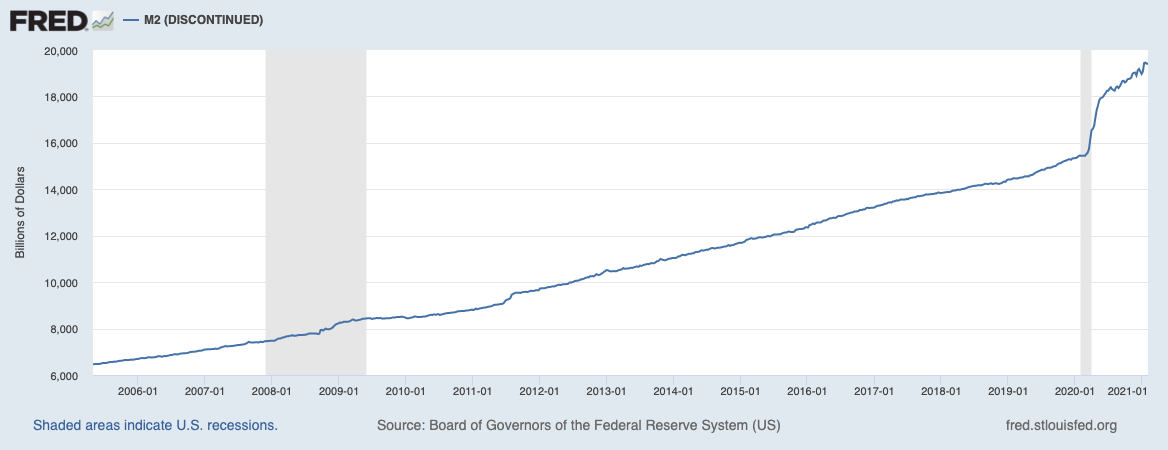 FRED
M2 (DISCONTINUED)
20,000
18,000
16,000
14,000
12,000
10,000
8,000
6,000
Billions of Dollars
2006-01 2007-01 2008-01 2009-01 2010-01 2011-01 2012-01 2013-01 2014-01 2015-01 2016-01 2017-01 2018-01 2019-01 2020-01 2021-01
Shaded areas indicate U.S. recessions.
Source: Board of Governors of the Federal Reserve System (US)
fred.stlouisfed.org